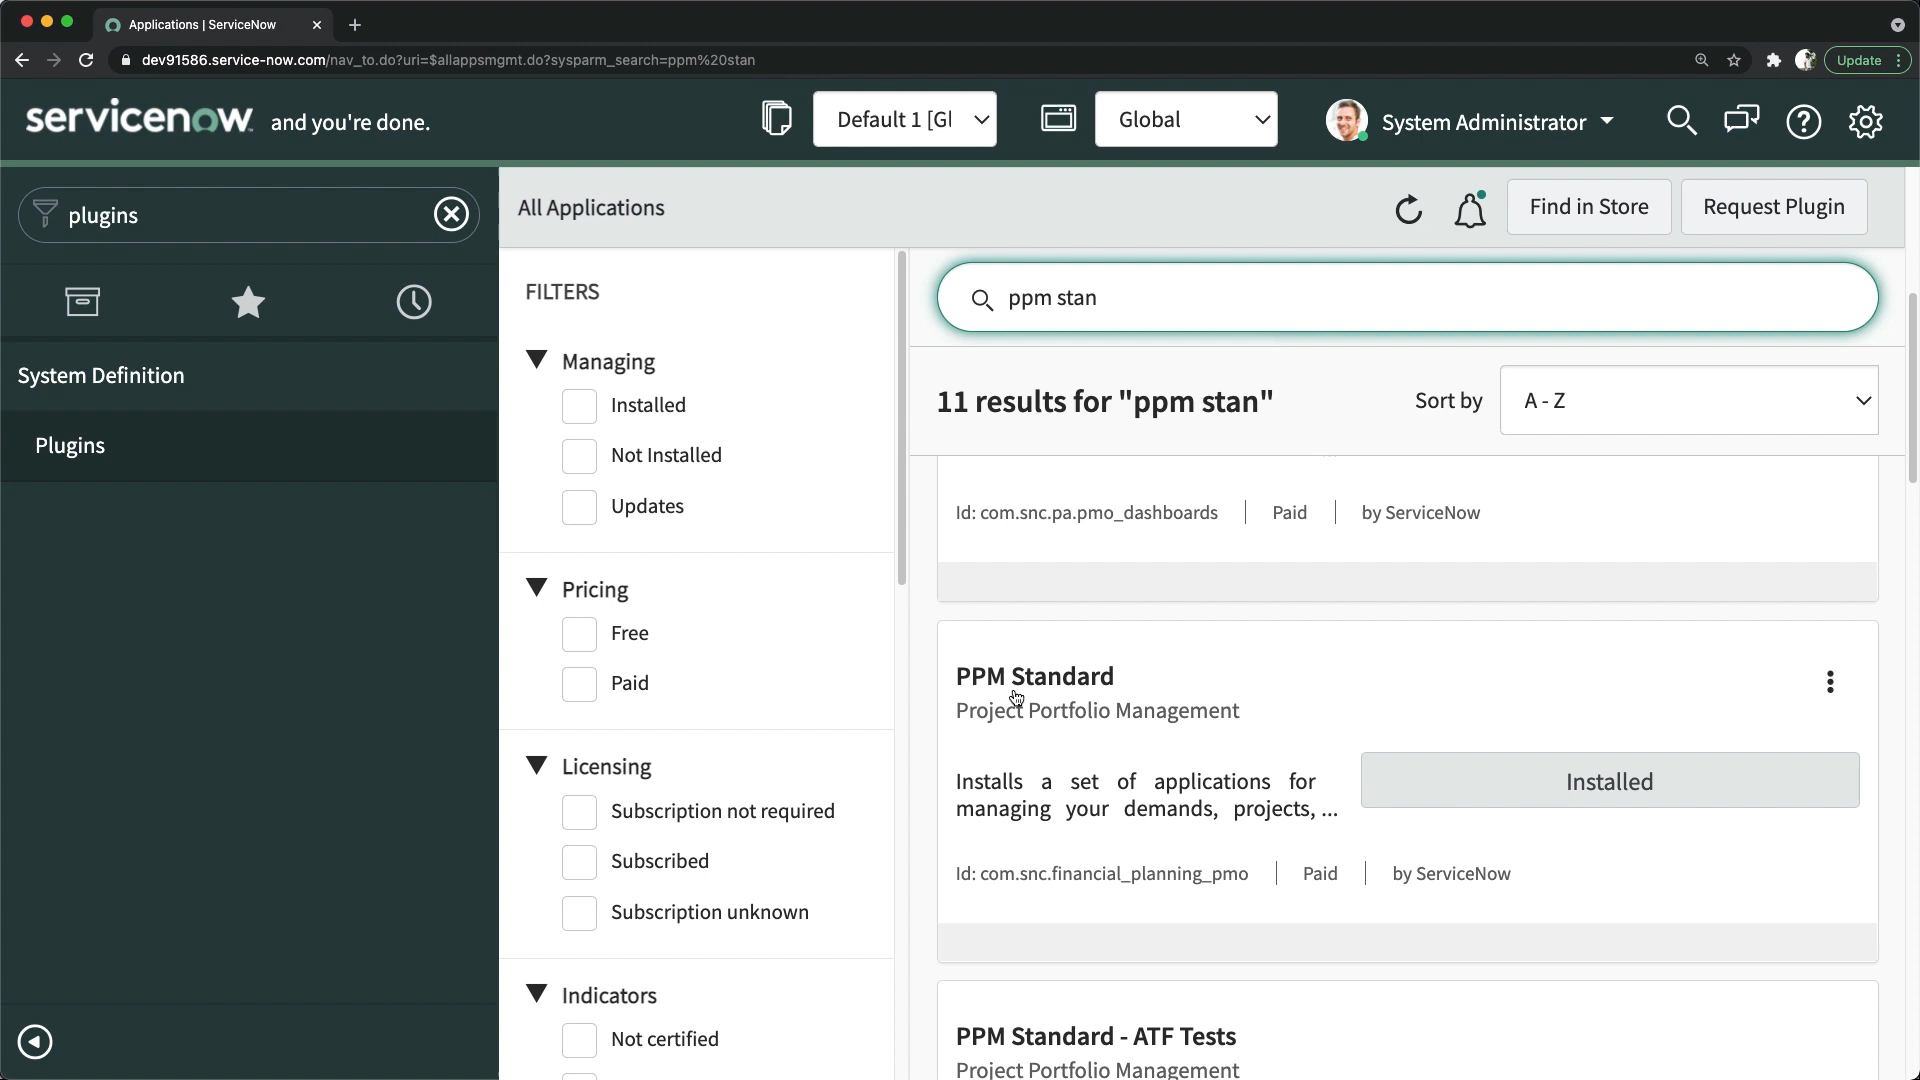 Applications | ServiceNow
dev91586.service-now.com/nav_to.do?uri=$allappsmgmt.do?sysparm_search=ppm%20stan
Update
servicenow and you're done.
Default 1 [Gl
Global
System Administrator
plugins
System Definition
Plugins
All Applications
Find in Store
Request Plugin
FILTERS
Managing
Installed
Not Installed
Updates
Pricing
Free
Paid
Licensing
Subscription not required
Subscribed
Subscription unknown
Indicators
Not certified
ppm stan
11 results for "ppm stan"
Sort by
A - Z
Id: com.snc.pa.pmo_dashboards | Paid | by ServiceNow
PPM Standard
Project Portfolio Management
Installs a set of applications for
managing your demands, projects, ...
Installed
Id: com.snc.financial_planning_pmo | Paid | by ServiceNow
PPM Standard - ATF Tests
Project Portfolio Management